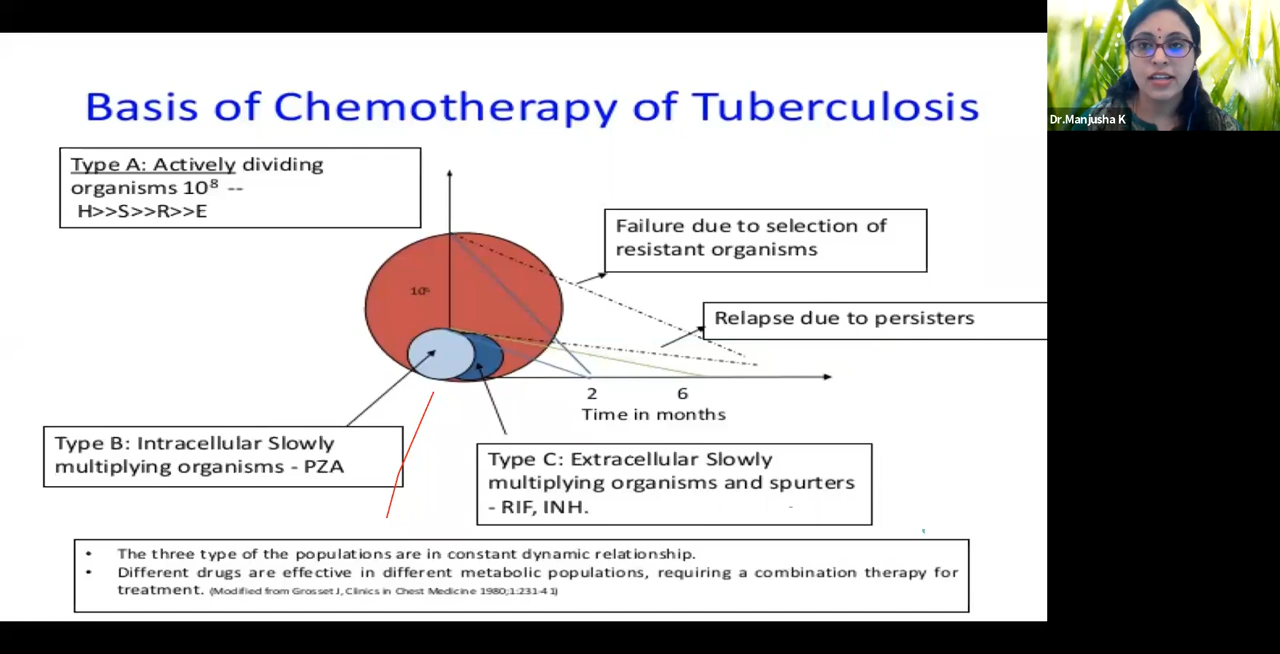 Basis of Chemotherapy of Tuberculosis
Dr.Manjusha K
Type A: Actively dividing
organisms 10⁸ --
H>>S>>R>>E
Failure due to selection of
resistant organisms
Relapse due to persisters
2
6
Time in months
Type B: Intracellular Slowly
multiplying organisms - PZA
Type C: Extracellular Slowly
multiplying organisms and spurters
- RIF, INH.
• The three type of the populations are in constant dynamic relationship.
• Different drugs are effective in different metabolic populations, requiring a combination therapy for
treatment. (Modified from Grosset J, Clinics in Chest Medicine 1980;1:231-41)